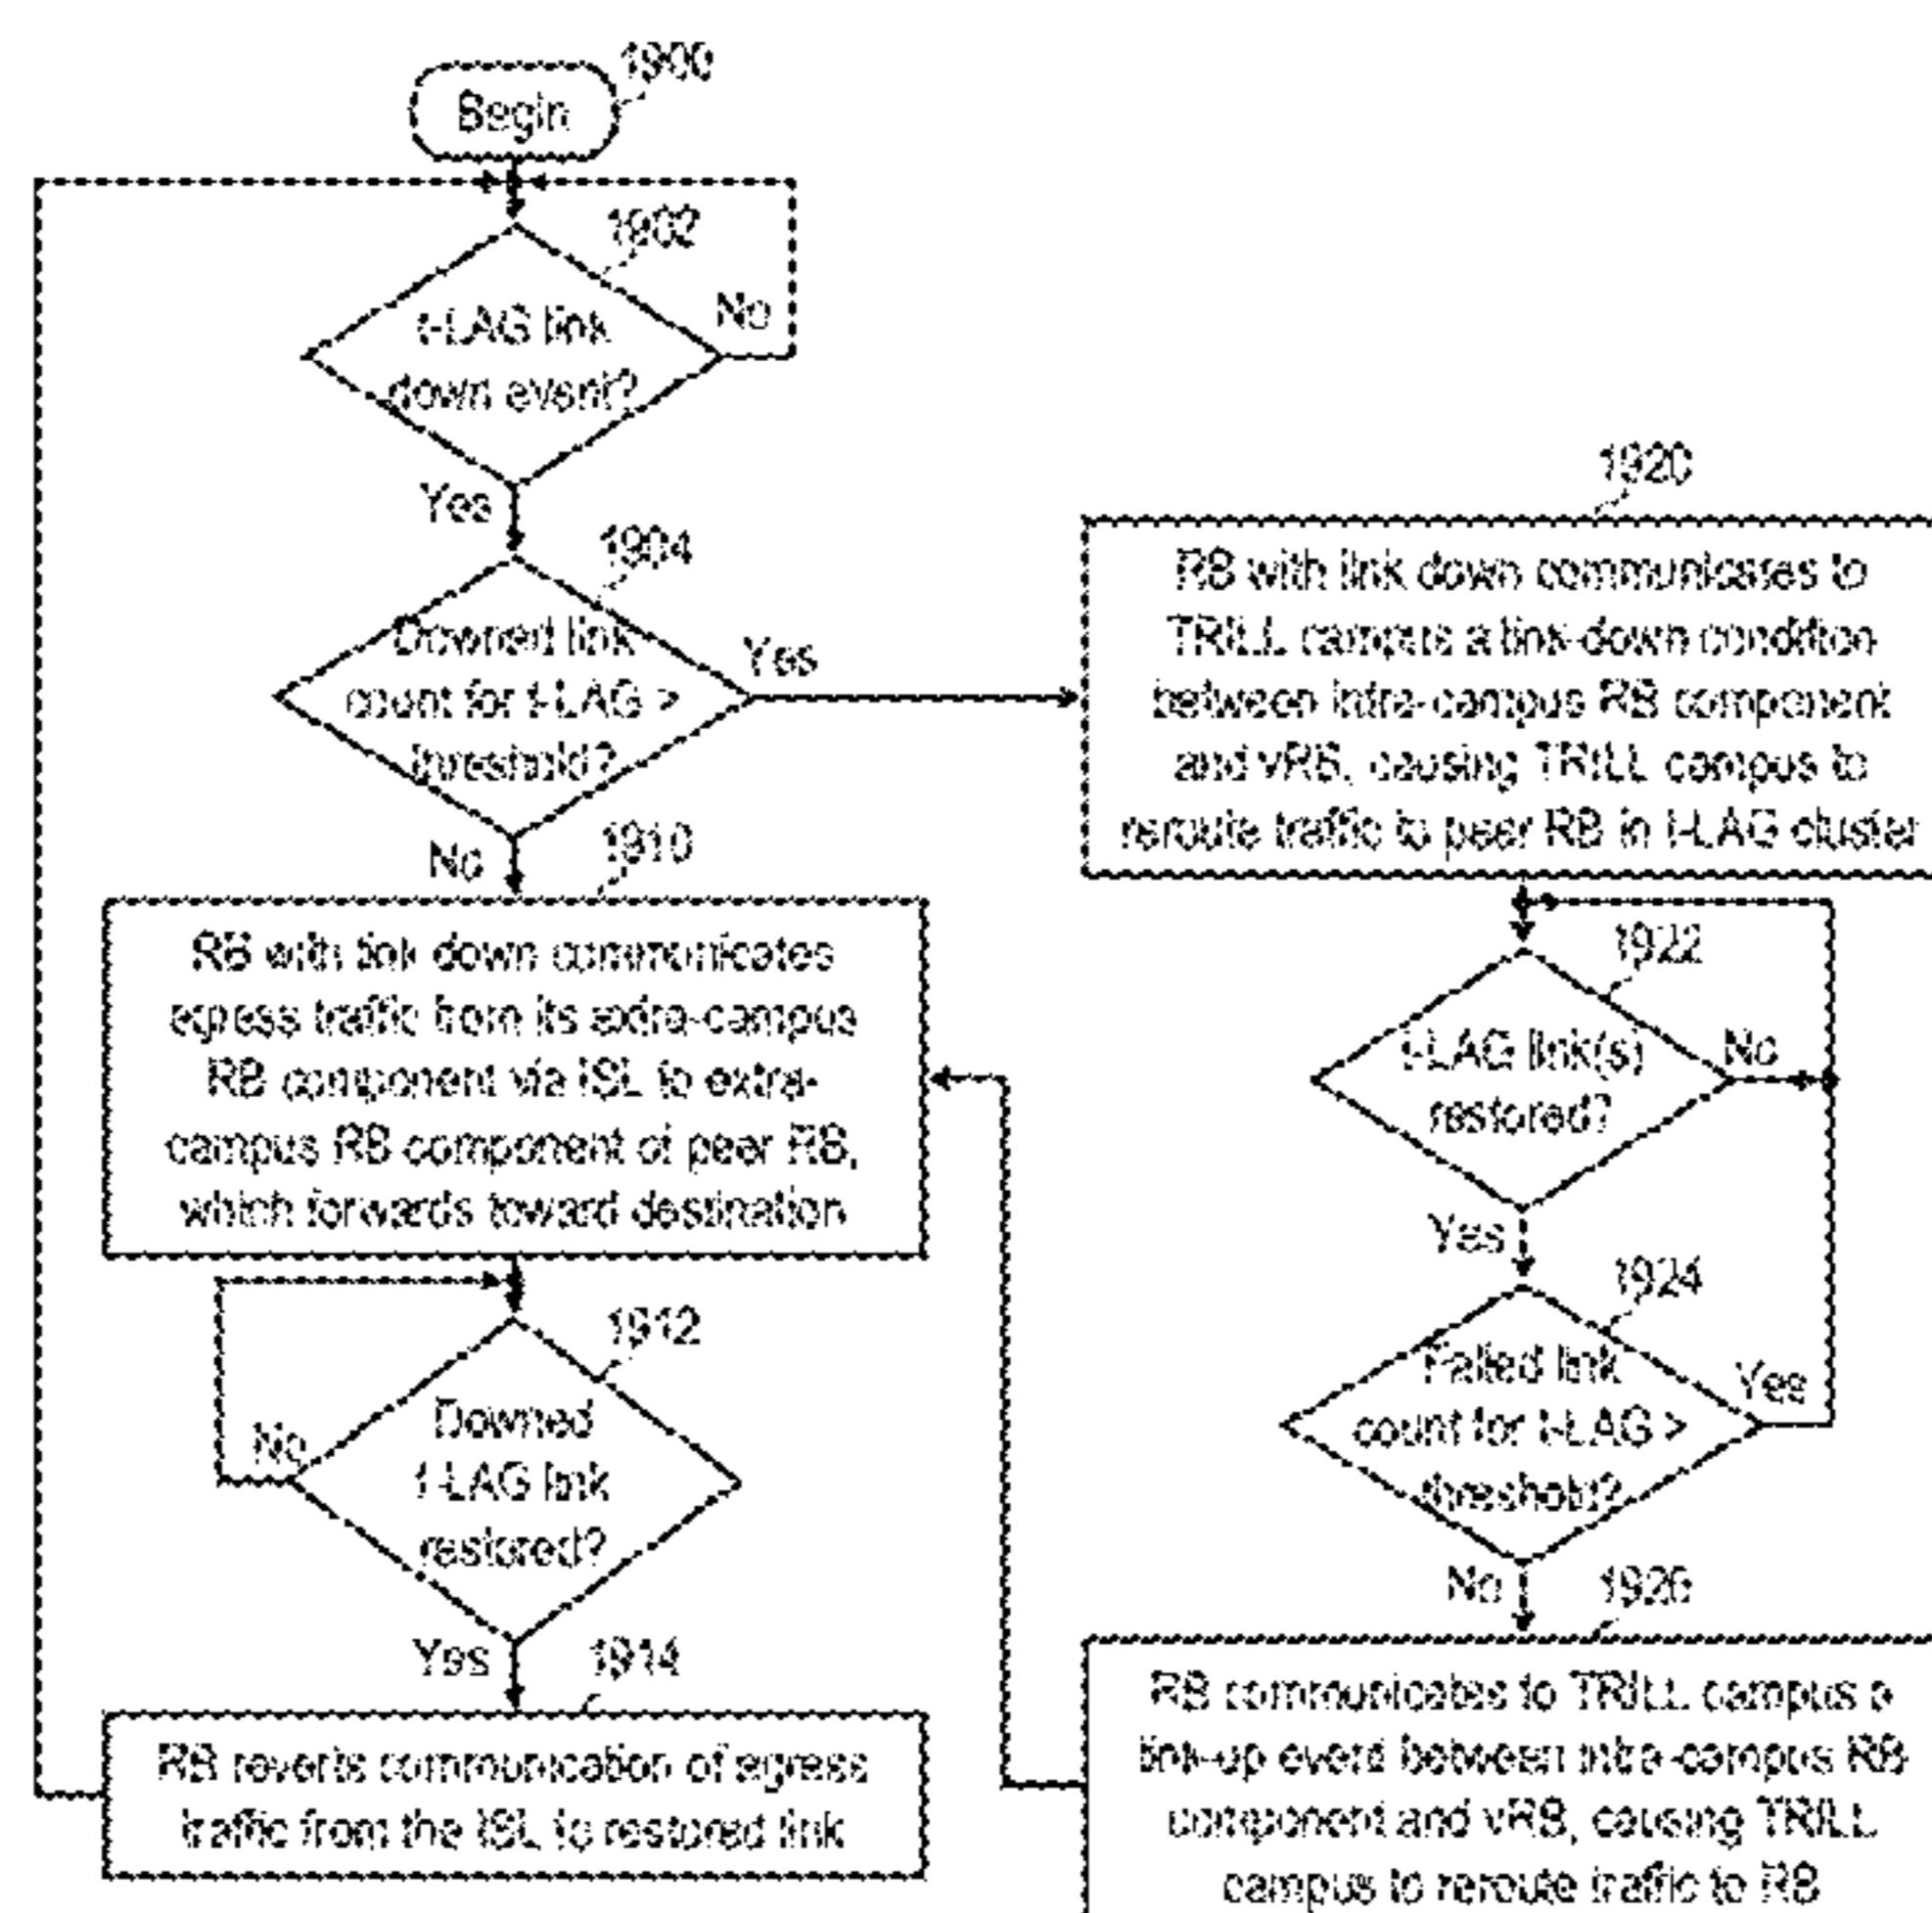 1900
Begin
1902
t-LAG link
down event?
No
Yes
1904
Downed link
count for t-LAG >
threshold?
Yes
No
1910
RB with link down communicates
egress traffic from its extra-campus
RB component via ISL to extra-
campus RB component of peer RB,
which forwards toward destination
1912
Downed
t-LAG link
restored?
No
Yes
1914
RB reverts communication of egress
traffic from the ISL to restored link
1920
RB with link down communicates to
TRILL campus a link-down condition
between intra-campus RB component
and vRB, causing TRILL campus to
reroute traffic to peer RB in t-LAG cluster
1922
t-LAG link(s)
restored?
No
Yes
1924
Failed link
count for t-LAG >
threshold?
Yes
No
1926
RB communicates to TRILL campus a
link-up event between intra-campus RB
component and vRB, causing TRILL
campus to reroute traffic to RB